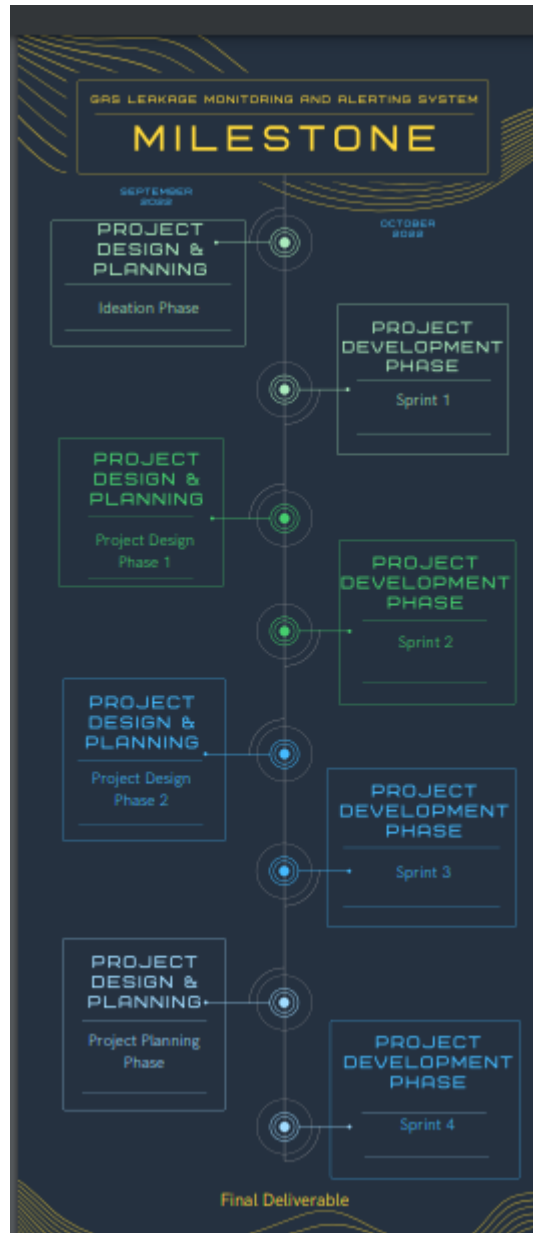 GAS LEAKAGE MONITORING AND ALERTING SYSTEM
MILESTONE
SEPTEMBER
2022
OCTOBER
2022
PROJECT
DESIGN &
PLANNING
Ideation Phase
PROJECT
DEVELOPMENT
PHASE
Sprint 1
PROJECT
DESIGN &
PLANNING
Project Design
Phase 1
PROJECT
DEVELOPMENT
PHASE
Sprint 2
PROJECT
DESIGN &
PLANNING
Project Design
Phase 2
PROJECT
DEVELOPMENT
PHASE
Sprint 3
PROJECT
DESIGN &
PLANNING
Project Planning
Phase
PROJECT
DEVELOPMENT
PHASE
Sprint 4
Final Deliverable